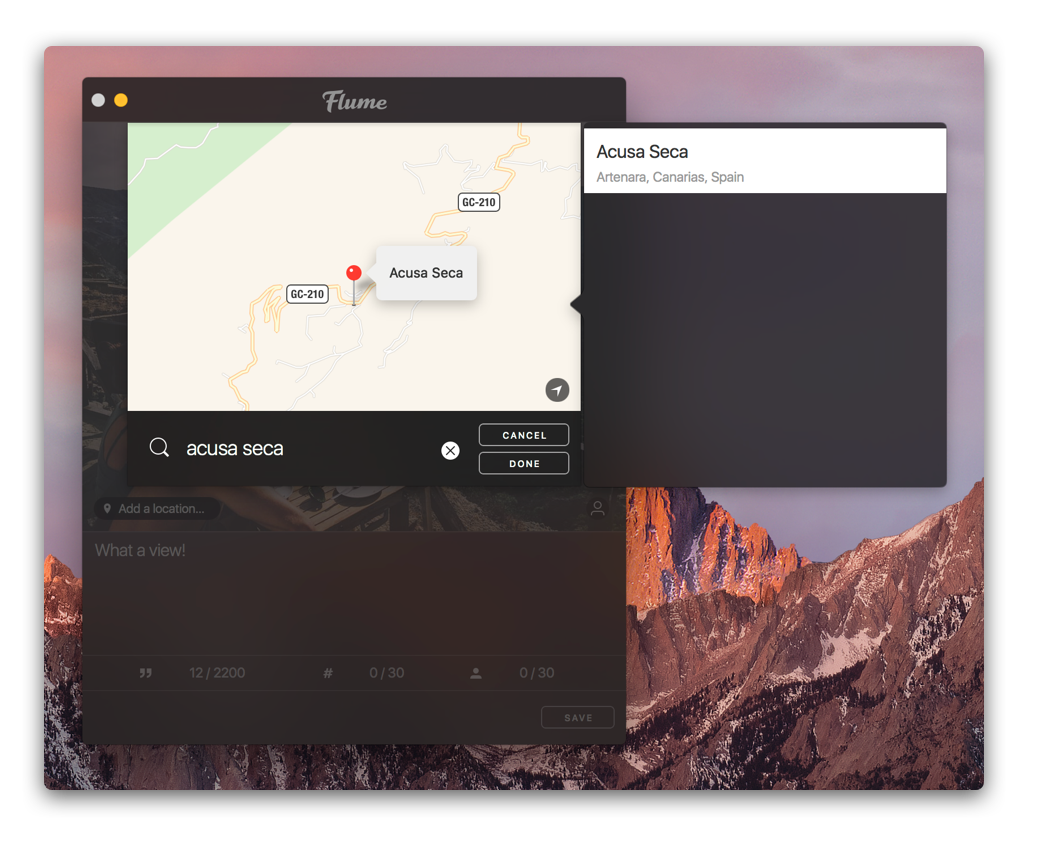 Flume
GC-210
Acusa Seca
GC-210
Acusa Seca
Artenara, Canarias, Spain
acusa seca
CANCEL
DONE
Add a location...
What a view!
12 / 2200
# 0 / 30
0 / 30
SAVE